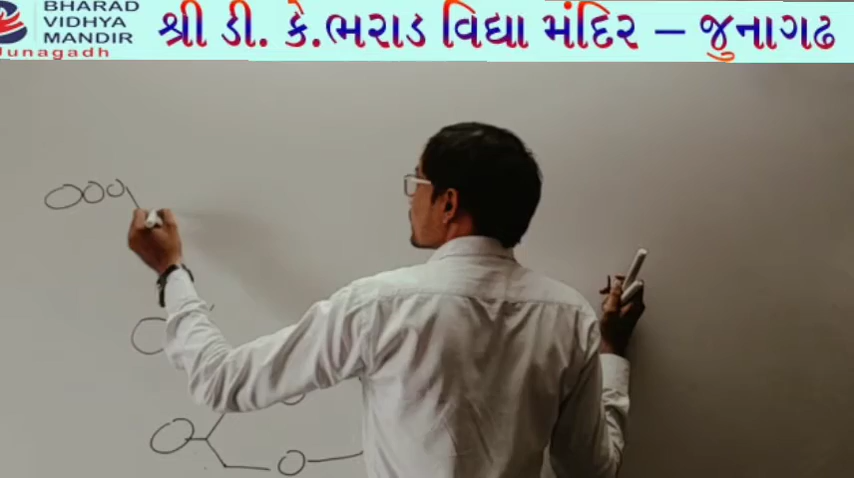 BHARAD
VIDHYA
MANDIR
Junagadh
શ્રી ડી. કે.ભરાડ વિદ્યા મંદિર – જુનાગઢ